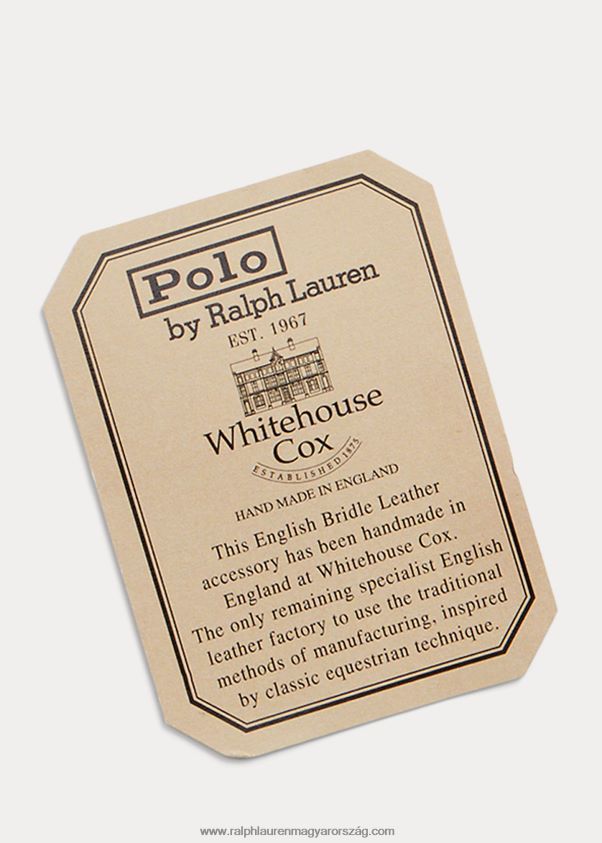 Polo
by Ralph Lauren
EST. 1967
Whitehouse
Cox
ESTABLISHED 1875
HAND MADE IN ENGLAND
This English Bridle Leather
accessory has been handmade in
England at Whitehouse Cox.
The only remaining specialist English
leather factory to use the traditional
methods of manufacturing, inspired
by classic equestrian technique.
www.ralphlaurenmagyarország.com